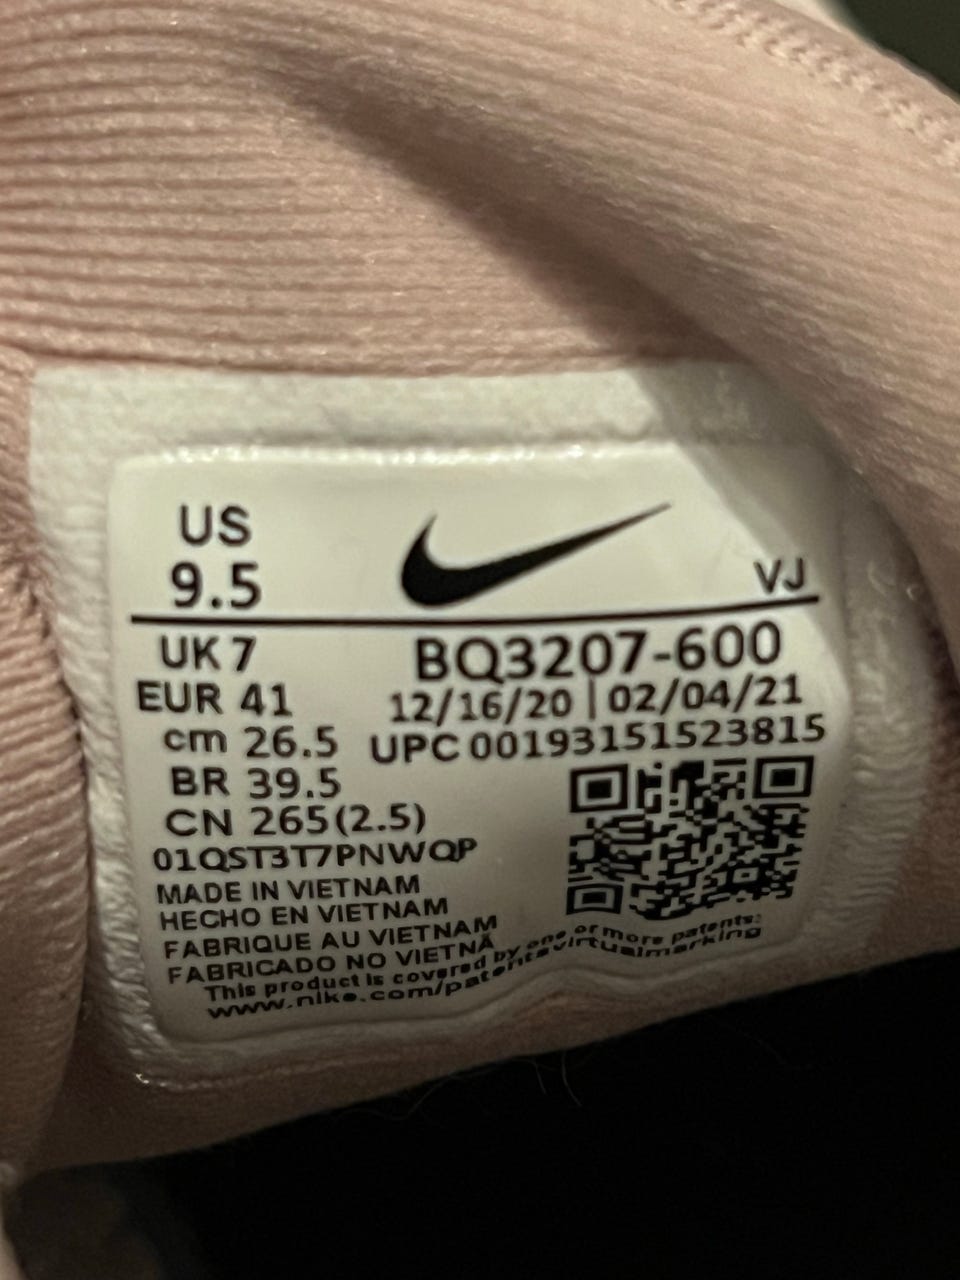 US
9.5
VJ
UK 7
BQ3207-600
EUR 41
12/16/20 | 02/04/21
cm 26.5
UPC 00193151523815
BR 39.5
CN 265(2.5)
01QST3T7PNWQP
MADE IN VIETNAM
HECHO EN VIETNAM
FABRIQUE AU VIETNAM
FABRICADO NO VIETNÃ
This product is covered by one or more patents:
www.nike.com/patentsvirtualmarking